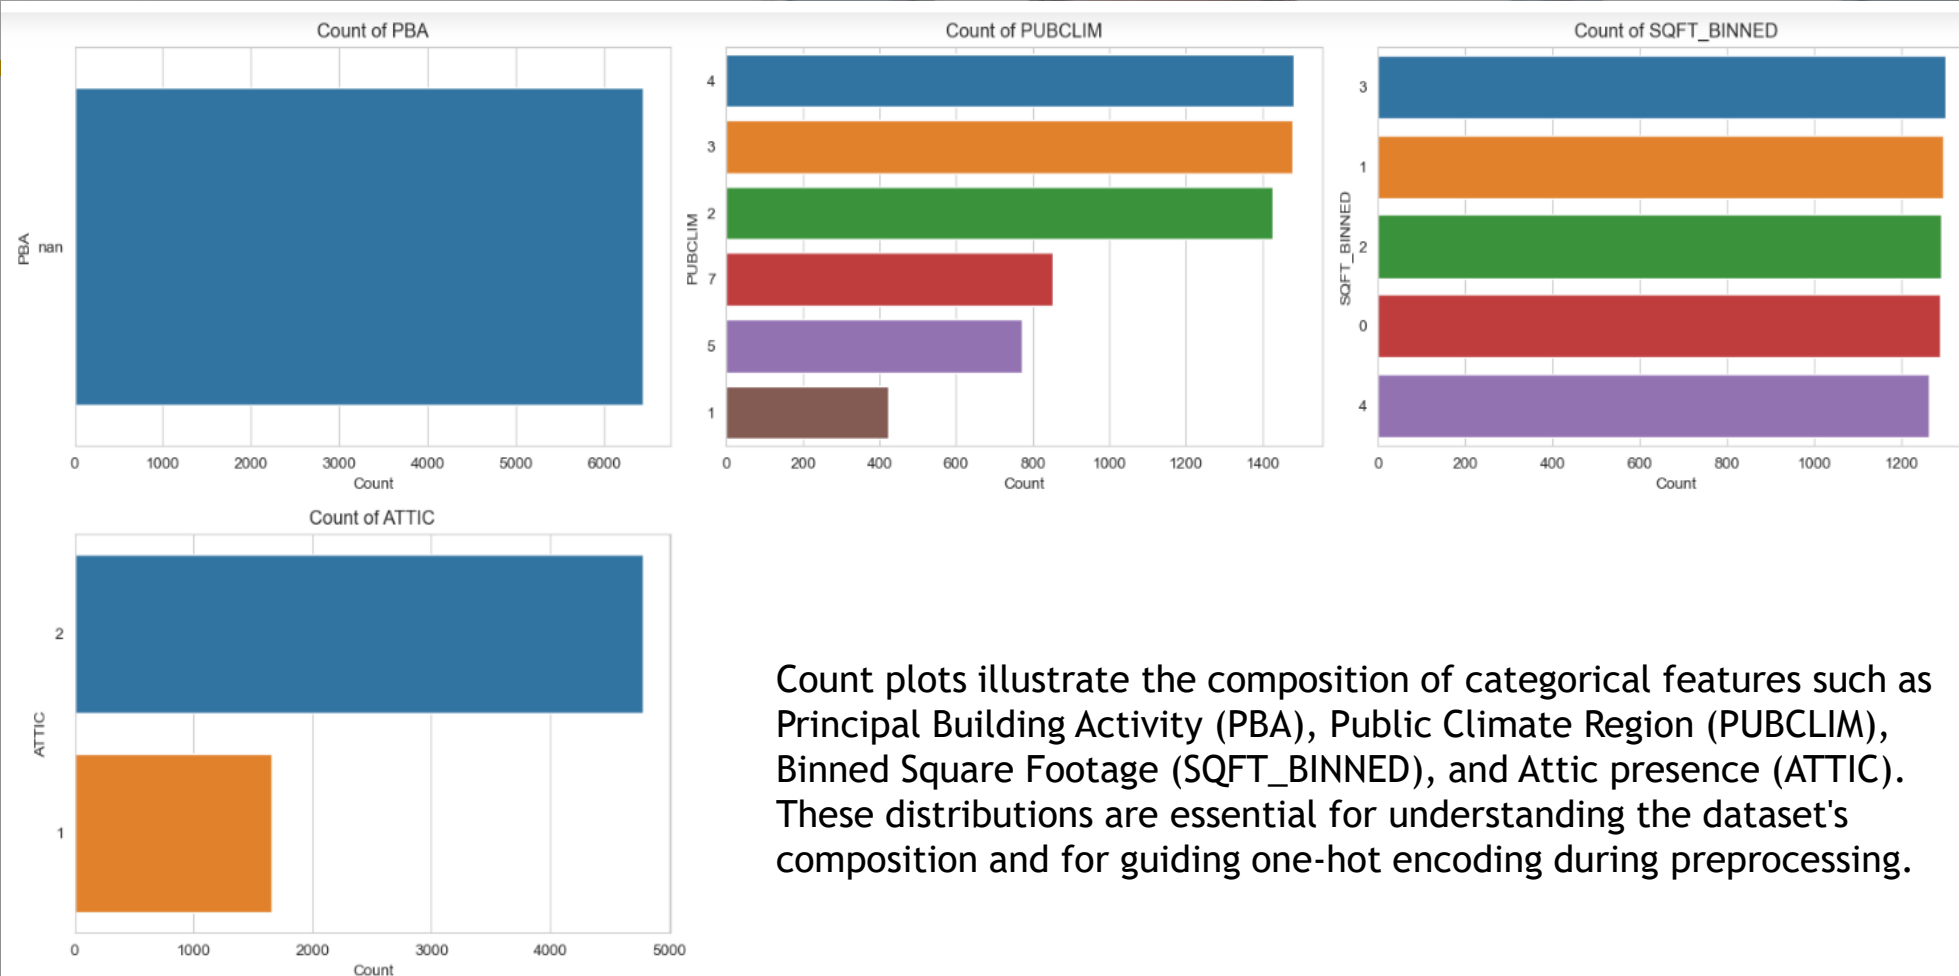 Count of PBA
PBA
nan
0 1000 2000 3000 4000 5000 6000
Count
Count of PUBCLIM
PUBCLIM
4
3
2
7
5
1
0 200 400 600 800 1000 1200 1400
Count
Count of SQFT_BINNED
SQFT_BINNED
3
1
2
0
4
0 200 400 600 800 1000 1200
Count
Count of ATTIC
ATTIC
2
1
0 1000 2000 3000 4000 5000
Count
Count plots illustrate the composition of categorical features such as
Principal Building Activity (PBA), Public Climate Region (PUBCLIM),
Binned Square Footage (SQFT_BINNED), and Attic presence (ATTIC).
These distributions are essential for understanding the dataset's
composition and for guiding one-hot encoding during preprocessing.